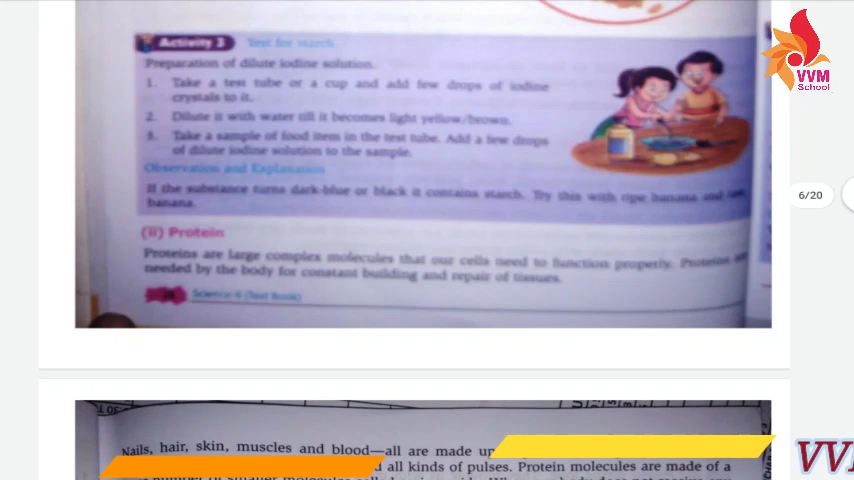 VVM
School
Activity 3 Test for starch
Preparation of dilute iodine solution.
1. Take a test tube or a cup and add few drops of iodine
crystals to it.
2. Dilute it with water till it becomes light yellow/brown.
3. Take a sample of food item in the test tube. Add a few drops
of dilute iodine solution to the sample.
Observation and Explanation
If the substance turns dark-blue or black it contains starch. Try this with ripe banana and
banana.
6/20
(ii) Protein
Proteins are large complex molecules that our cells need to function properly. Proteins are
needed by the body for constant building and repair of tissues.
Science-6 (Text Book)
Nails, hair, skin, muscles and blood—all are made up
all kinds of pulses. Protein molecules are made of a